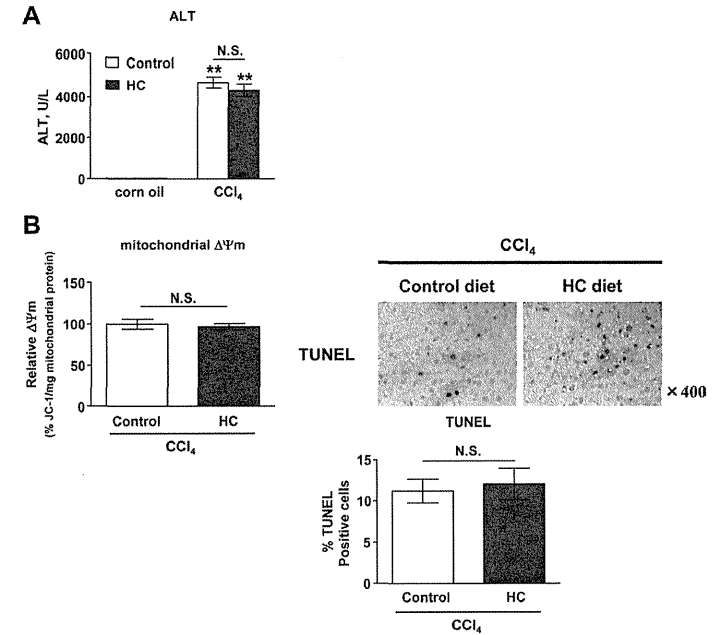 A
ALT
ALT, U/L
6000
4000
2000
0
Control
HC
N.S.
**
**
corn oil
CCl4
B
mitochondrial ΔΨm
Relative ΔΨm
(% JC-1/mg mitochondrial protein)
150
100
50
0
N.S.
Control
HC
CCl4
CCl4
Control diet
HC diet
TUNEL
×400
TUNEL
% TUNEL
Positive cells
15
10
5
0
N.S.
Control
HC
CCl4